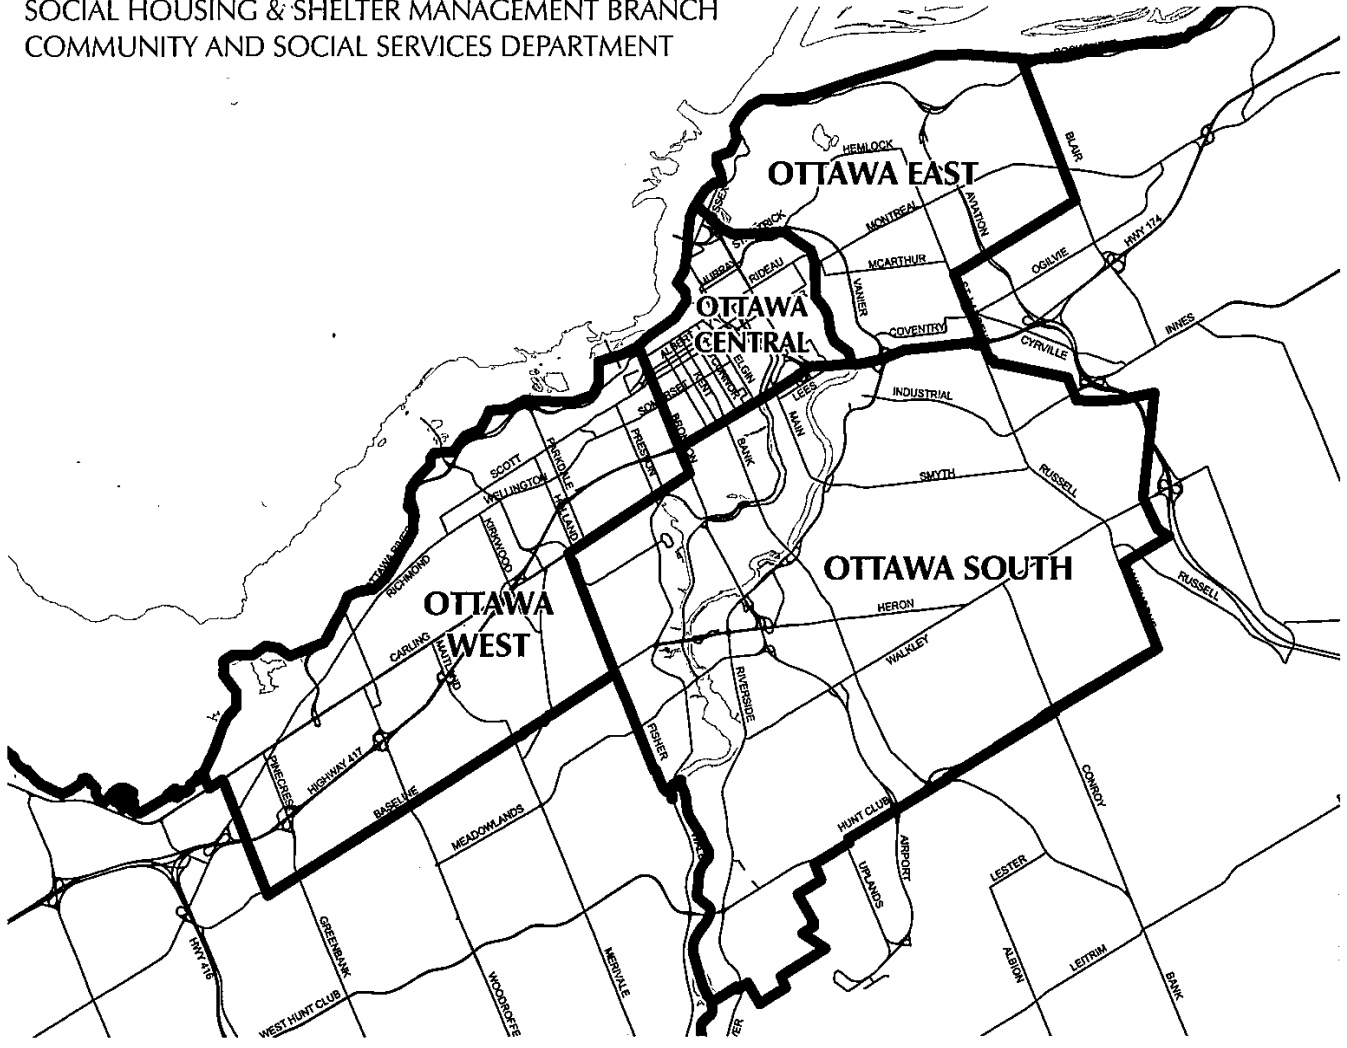 SOCIAL HOUSING & SHELTER MANAGEMENT BRANCH
COMMUNITY AND SOCIAL SERVICES DEPARTMENT
BLAIR
HEMLOCK
OTTAWA EAST
AVIATION
MONTREAL
HWY 174
OGILVIE
MCARTHUR
RIDEAU
VANIER
OTTAWA
CENTRAL
COVENTRY
INNES
CYRVILLE
ALBERT
ELGIN
KENT
SOMERSET
LEES
INDUSTRIAL
MAIN
BRONSON
PRESTON
BANK
PARKDALE
SCOTT
WELLINGTON
HOLLAND
SMYTH
RUSSELL
KIRKWOOD
OTTAWA RIVER
RICHMOND
OTTAWA SOUTH
RUSSELL
OTTAWA
WEST
HERON
CARLING
MAITLAND
WALKLEY
RIVERSIDE
FISHER
PINECREST
HIGHWAY 417
BASELINE
MEADOWLANDS
CONROY
HUNT CLUB
AIRPORT
UPLANDS
LESTER
GREENBANK
HWY 416
MERIVALE
WOODROFFE
WEST HUNT CLUB
ALBION
LEITRIM
BANK